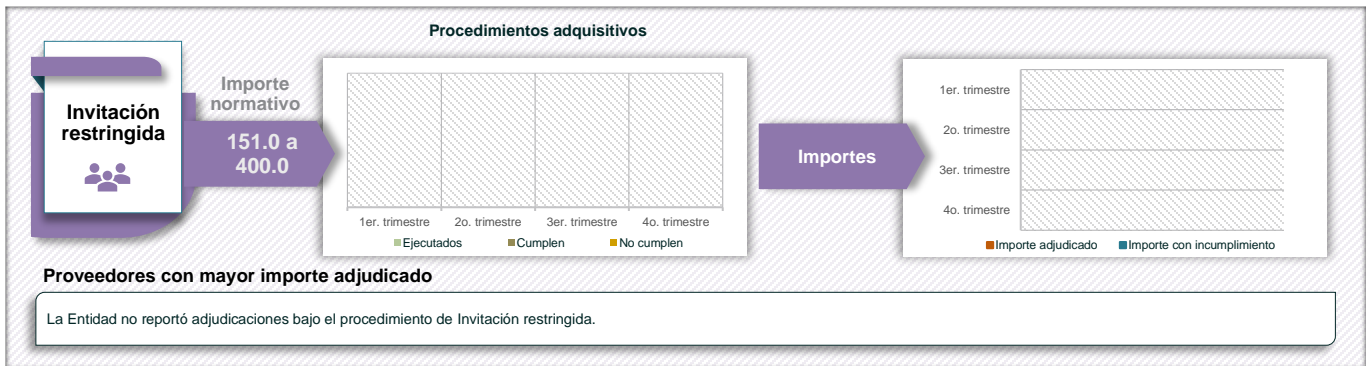 Procedimientos adquisitivos
Invitación
restringida
Importe
normativo
151.0 a
400.0
1er. trimestre 2o. trimestre 3er. trimestre 4o. trimestre
Ejecutados Cumplen No cumplen
Importes
1er. trimestre
2o. trimestre
3er. trimestre
4o. trimestre
Importe adjudicado Importe con incumplimiento
Proveedores con mayor importe adjudicado
La Entidad no reportó adjudicaciones bajo el procedimiento de Invitación restringida.